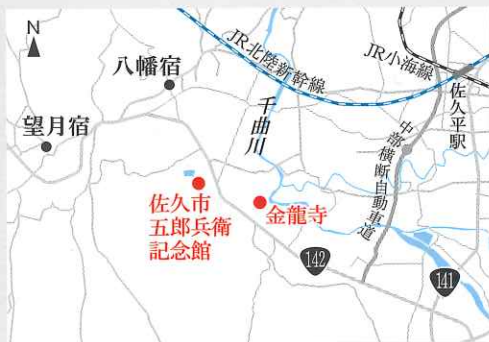 N
JR北陸新幹線
JR小海線
八幡宿
千曲川
佐久平駅
望月宿
中部横断自動車道
佐久市
五郎兵衛
記念館
金龍寺
142
141